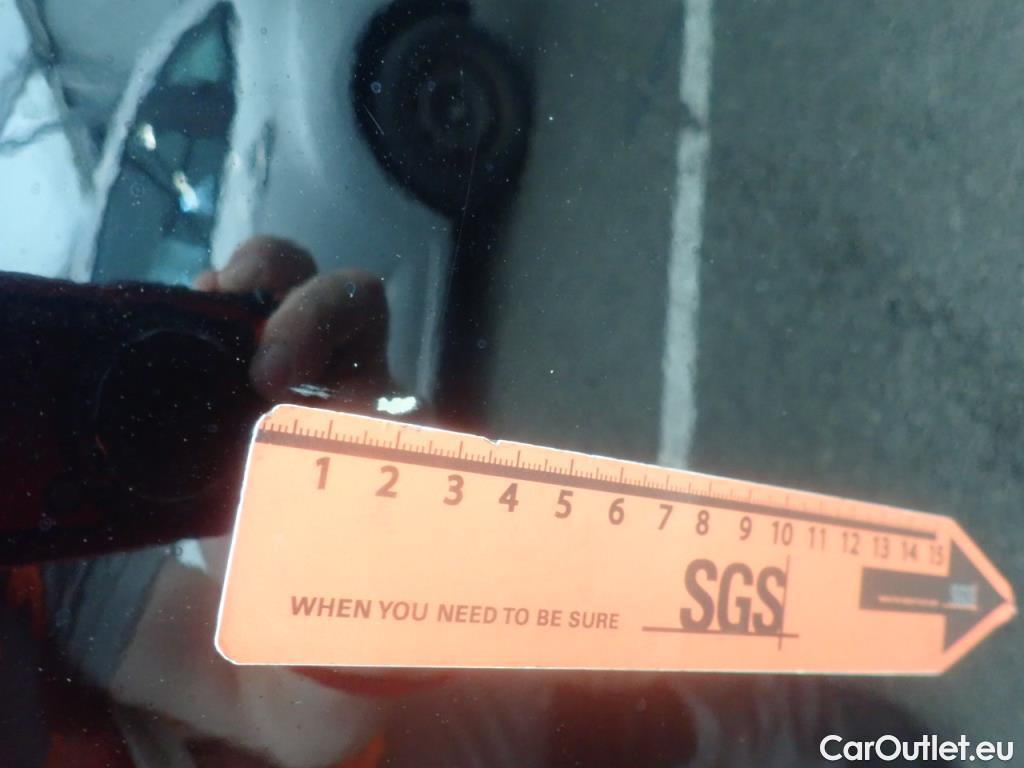 1 2 3 4 5 6 7 8 9 10 11 12 13 14 15
WHEN YOU NEED TO BE SURE SGS
CarOutlet.eu